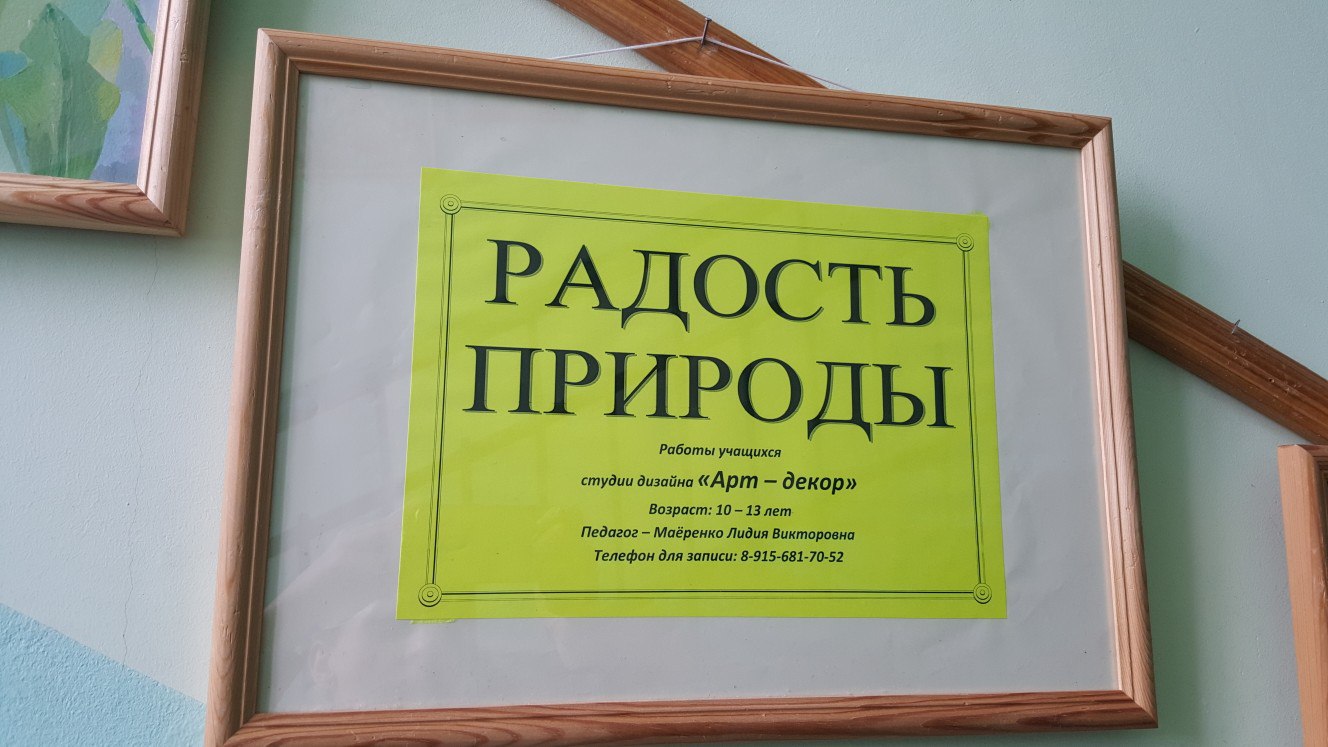 РАДОСТЬ
ПРИРОДЫ
Работы учащихся
студии дизайна «Арт – декор»
Возраст: 10 – 13 лет
Педагог – Маёренко Лидия Викторовна
Телефон для записи: 8-915-681-70-52